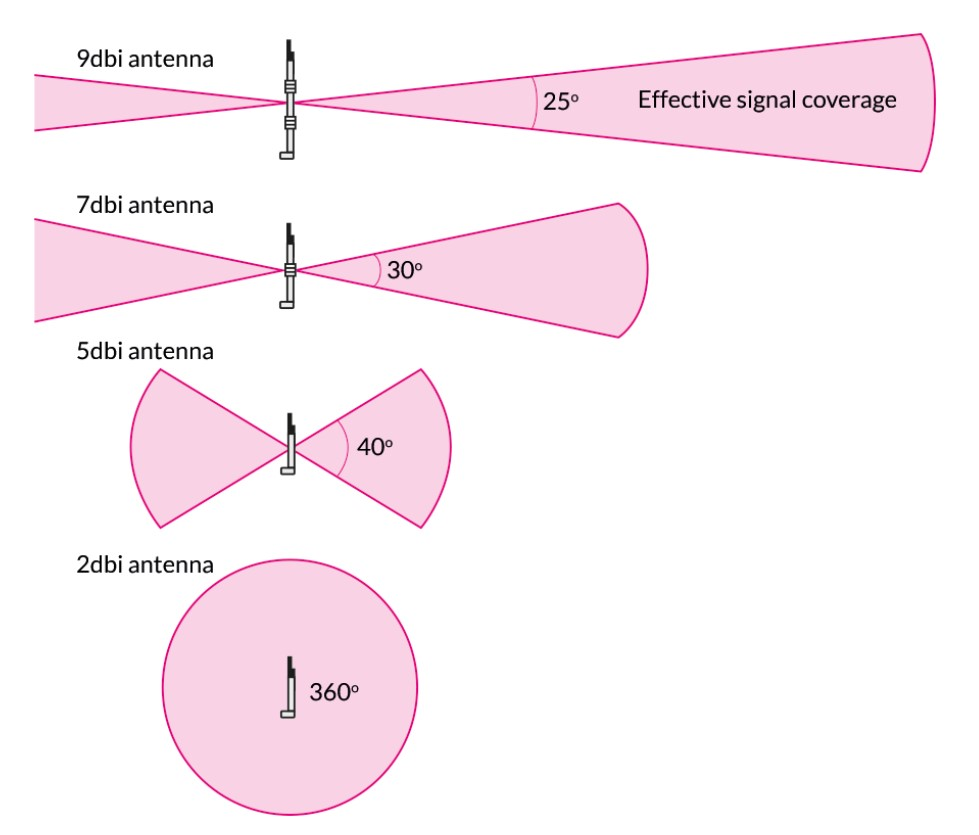 9dbi antenna
25° Effective signal coverage
7dbi antenna
30°
5dbi antenna
40°
2dbi antenna
360°